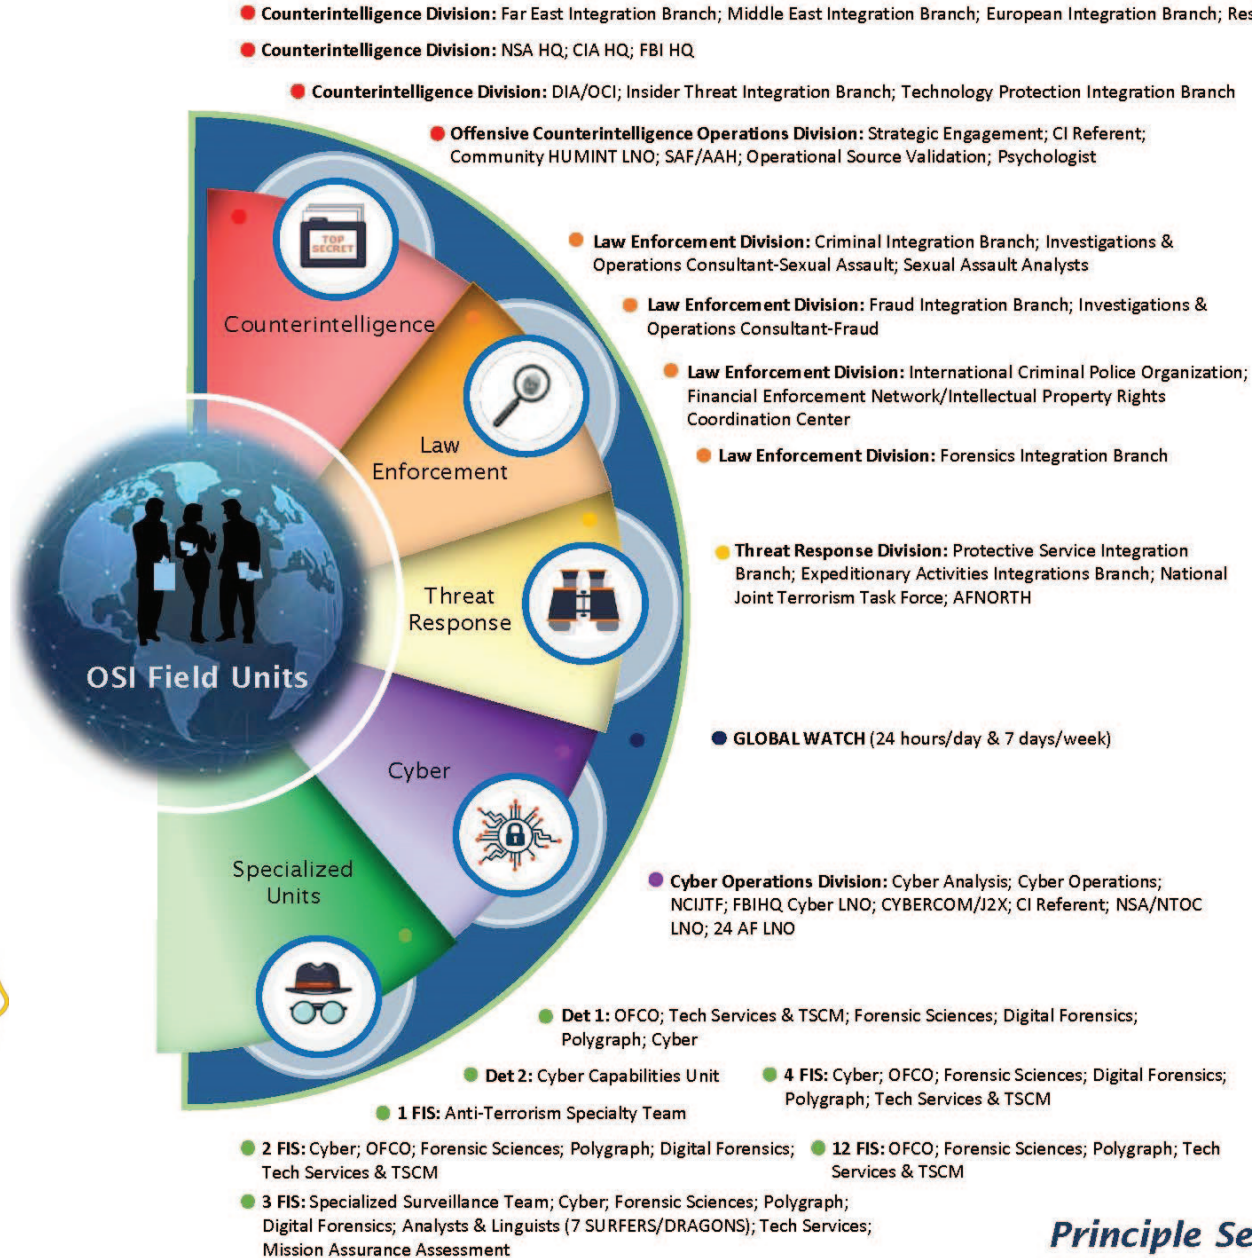 Counterintelligence Division: Far East Integration Branch; Middle East Integration Branch; European Integration Branch; Res
Counterintelligence Division: NSA HQ; CIA HQ; FBI HQ
Counterintelligence Division: DIA/OCI; Insider Threat Integration Branch; Technology Protection Integration Branch
Offensive Counterintelligence Operations Division: Strategic Engagement; CI Referent;
Community HUMINT LNO; SAF/AAH; Operational Source Validation; Psychologist
TOP
SECRET
Counterintelligence
Law Enforcement Division: Criminal Integration Branch; Investigations &
Operations Consultant-Sexual Assault; Sexual Assault Analysts
Law Enforcement Division: Fraud Integration Branch; Investigations &
Operations Consultant-Fraud
Law Enforcement Division: International Criminal Police Organization;
Financial Enforcement Network/Intellectual Property Rights
Coordination Center
Law
Enforcement
Law Enforcement Division: Forensics Integration Branch
Threat Response Division: Protective Service Integration
Branch; Expeditionary Activities Integrations Branch; National
Joint Terrorism Task Force; AFNORTH
Threat
Response
OSI Field Units
GLOBAL WATCH (24 hours/day & 7 days/week)
Cyber
Cyber Operations Division: Cyber Analysis; Cyber Operations;
NCIJTF; FBIHQ Cyber LNO; CYBERCOM/J2X; CI Referent; NSA/NTOC
LNO; 24 AF LNO
Specialized
Units
Det 1: OFCO; Tech Services & TSCM; Forensic Sciences; Digital Forensics;
Polygraph; Cyber
Det 2: Cyber Capabilities Unit
4 FIS: Cyber; OFCO; Forensic Sciences; Digital Forensics;
Polygraph; Tech Services & TSCM
1 FIS: Anti-Terrorism Specialty Team
2 FIS: Cyber; OFCO; Forensic Sciences; Polygraph; Digital Forensics;
Tech Services & TSCM
12 FIS: OFCO; Forensic Sciences; Polygraph; Tech
Services & TSCM
3 FIS: Specialized Surveillance Team; Cyber; Forensic Sciences; Polygraph;
Digital Forensics; Analysts & Linguists (7 SURFERS/DRAGONS); Tech Services;
Mission Assurance Assessment
Principle Se